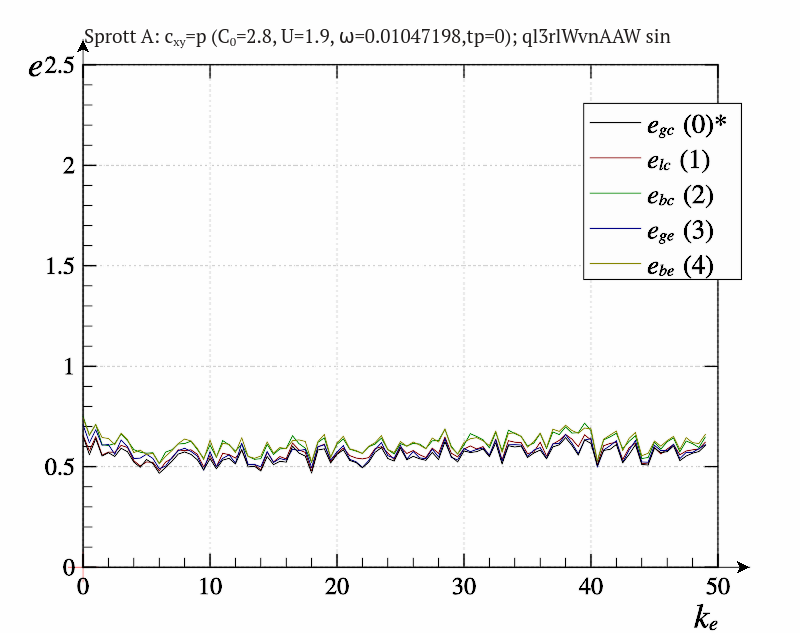 Sprott A: cxy=p (C0=2.8, U=1.9, ω=0.01047198,tp=0); ql3rlWvnAAW sin
e
2.5
egc (0)*
elc (1)
2
ebc (2)
ege (3)
ebe (4)
1.5
1
0.5
0
0 10 20 30 40 50
ke